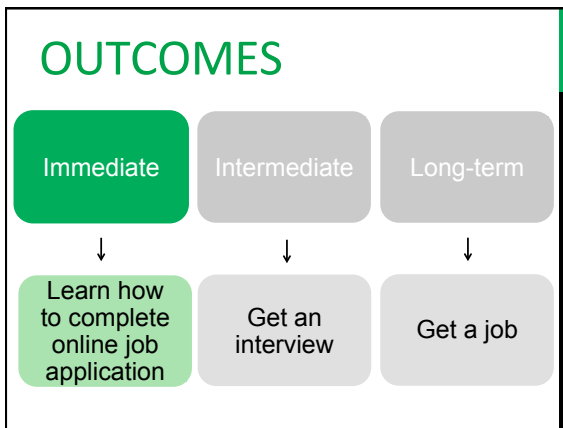 OUTCOMES
Immediate
Intermediate
Long-term
Learn how
to complete
online job
application
Get an
interview
Get a job